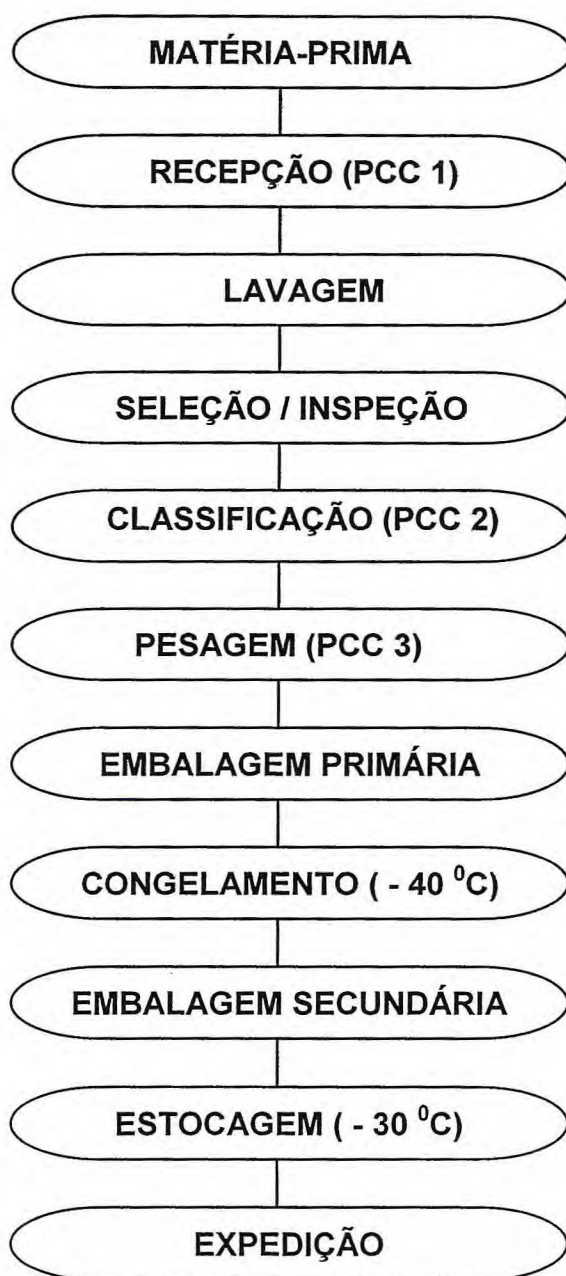 MATÉRIA-PRIMA
RECEPÇÃO (PCC 1)
LAVAGEM
SELEÇÃO / INSPEÇÃO
CLASSIFICAÇÃO (PCC 2)
PESAGEM (PCC 3)
EMBALAGEM PRIMÁRIA
CONGELAMENTO ( - 40 ⁰C)
EMBALAGEM SECUNDÁRIA
ESTOCAGEM ( - 30 ⁰C)
EXPEDIÇÃO